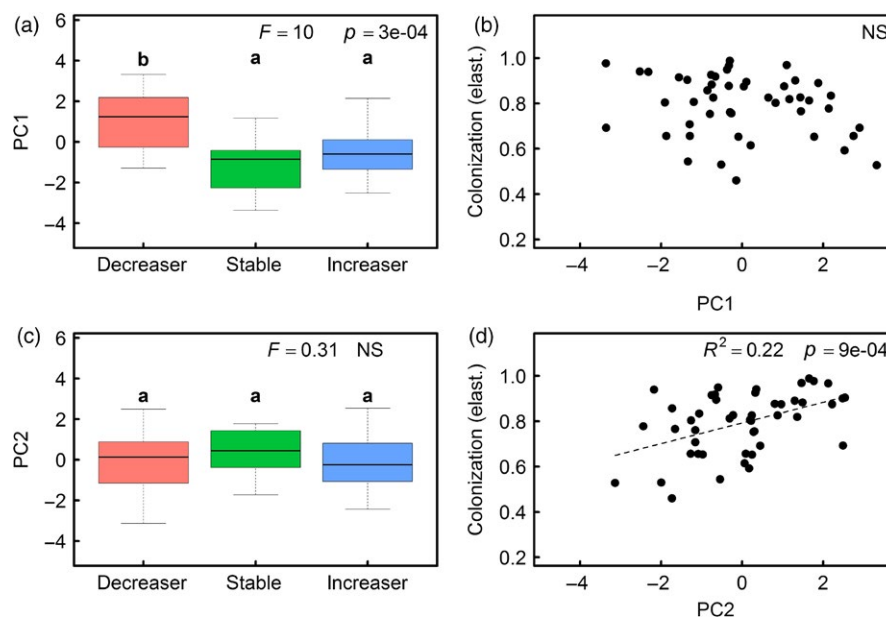 (a)
F = 10 p = 3e-04
b a a
PC1
6
4
2
0
−2
−4
Decreaser Stable Increaser
(b)
NS
Colonization (elast.)
1.0
0.8
0.6
0.4
0.2
−4 −2 0 2
PC1
(c)
F = 0.31 NS
a a a
PC2
6
4
2
0
−2
−4
Decreaser Stable Increaser
(d)
R² = 0.22 p = 9e-04
Colonization (elast.)
1.0
0.8
0.6
0.4
0.2
−4 −2 0 2
PC2